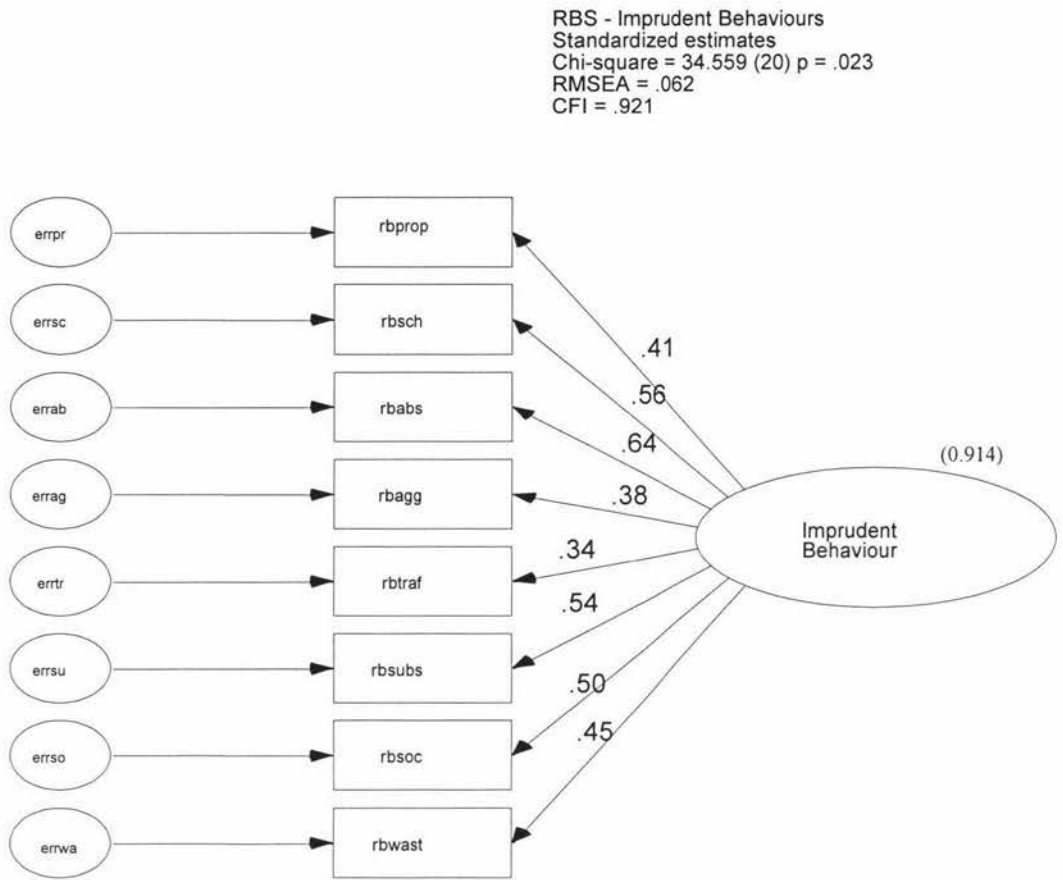 RBS - Imprudent Behaviours
Standardized estimates
Chi-square = 34.559 (20) p = .023
RMSEA = .062
CFI = .921
errpr
rbprop
errsc
rbsch
.41
.56
errab
rbabs
.64
(0.914)
errag
rbagg
.38
Imprudent
Behaviour
errtr
rbtraf
.34
.54
errsu
rbsubs
.50
.45
errso
rbsoc
errwa
rbwast